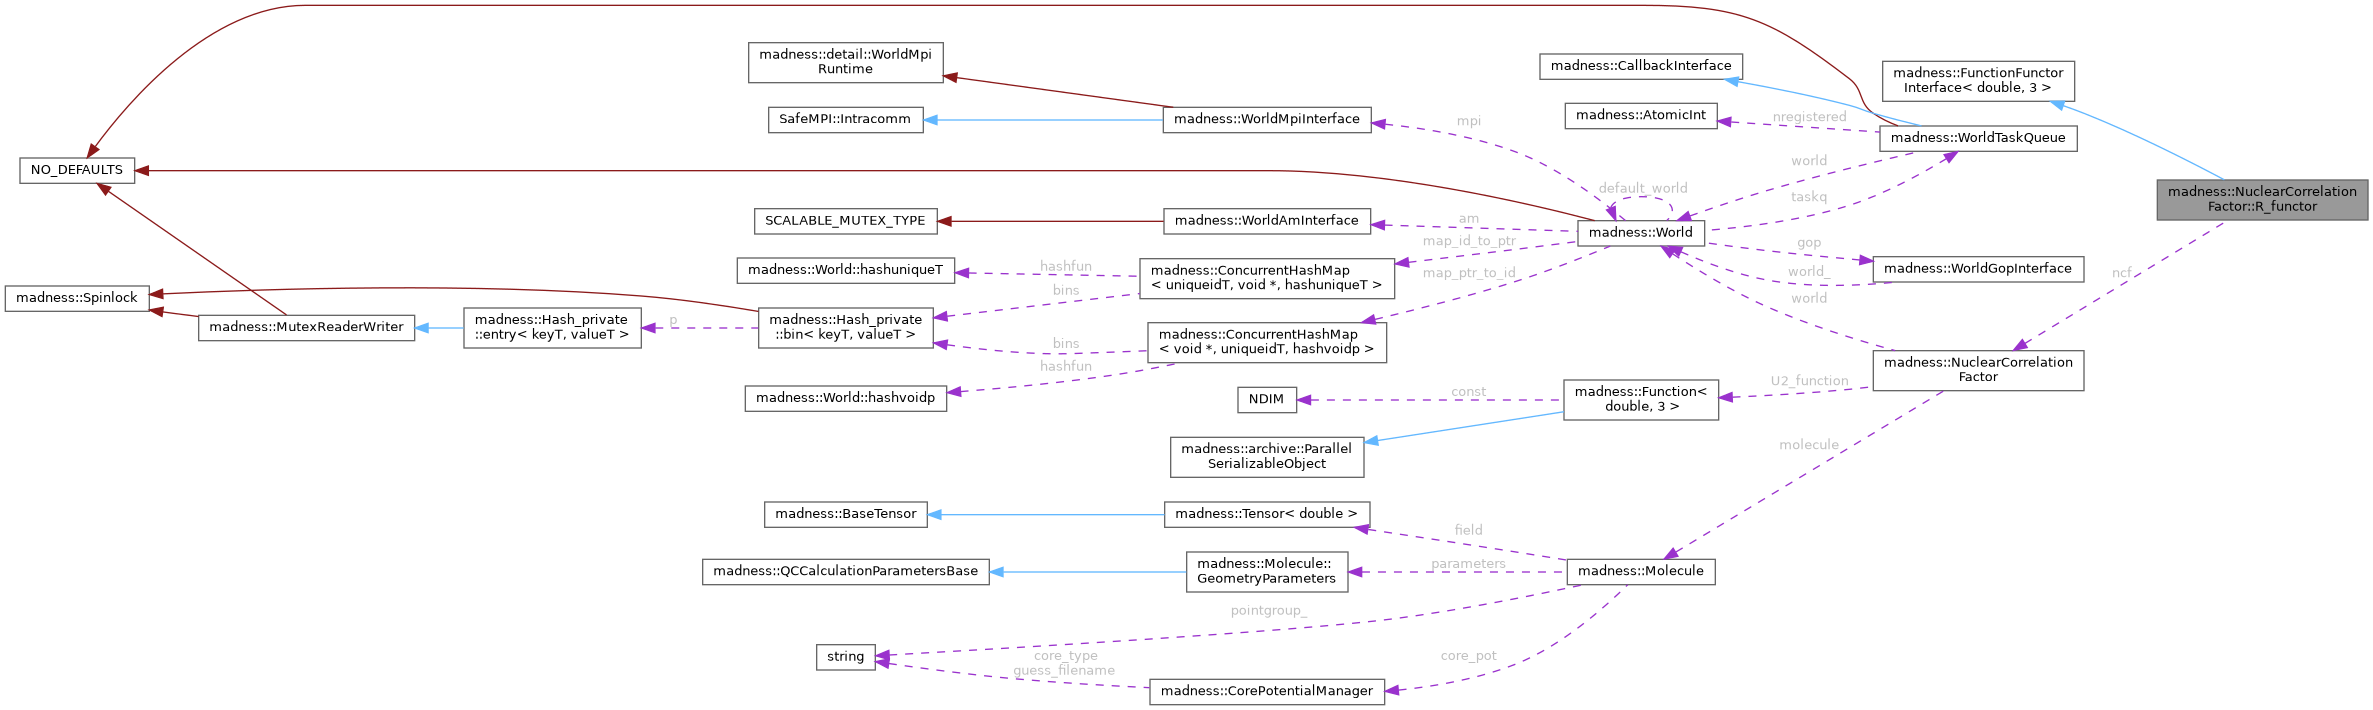 madness::detail::WorldMpi
Runtime
madness::CallbackInterface
madness::FunctionFunctor
Interface< double, 3 >
SafeMPI::Intracomm
madness::WorldMpiInterface
mpi
madness::AtomicInt
nregistered
madness::WorldTaskQueue
NO_DEFAULTS
world
taskq
default_world
madness::NuclearCorrelation
Factor::R_functor
SCALABLE_MUTEX_TYPE
madness::WorldAmInterface
am
madness::World
map_id_to_ptr
map_ptr_to_id
gop
world_
world
madness::WorldGopInterface
ncf
madness::World::hashuniqueT
hashfun
bins
madness::ConcurrentHashMap
< uniqueidT, void *, hashuniqueT >
madness::Spinlock
madness::MutexReaderWriter
madness::Hash_private
::entry< keyT, valueT >
p
madness::Hash_private
::bin< keyT, valueT >
bins
hashfun
madness::ConcurrentHashMap
< void *, uniqueidT, hashvoidp >
madness::World::hashvoidp
NDIM
const
madness::Function<
double, 3 >
U2_function
madness::NuclearCorrelation
Factor
madness::archive::Parallel
SerializableObject
molecule
madness::BaseTensor
madness::Tensor< double >
field
madness::QCCalculationParametersBase
madness::Molecule::
GeometryParameters
parameters
madness::Molecule
pointgroup_
string
core_type
guess_filename
core_pot
madness::CorePotentialManager